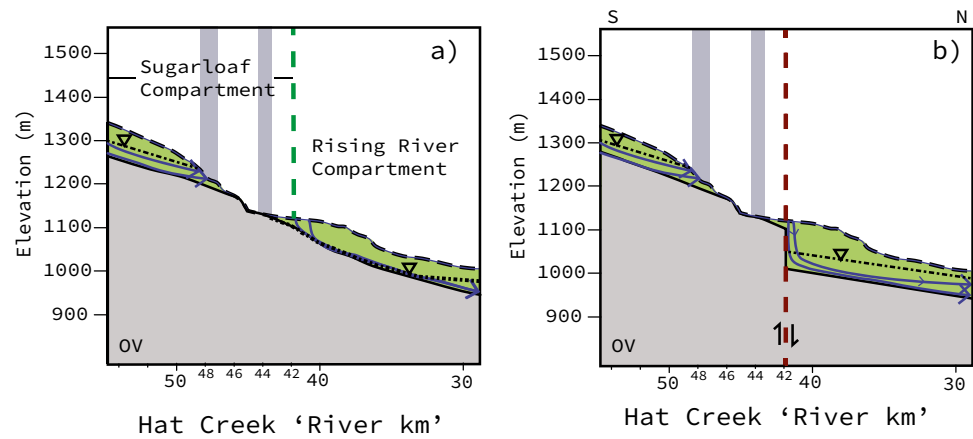 a)
1500
1400
1300
1200
1100
1000
900
Elevation (m)
Sugarloaf
Compartment
Rising River
Compartment
OV
50
48
46
44
42
40
30
Hat Creek ‘River km’
S
N
b)
1500
1400
1300
1200
1100
1000
900
Elevation (m)
OV
50
48
46
44
42
40
30
Hat Creek ‘River km’